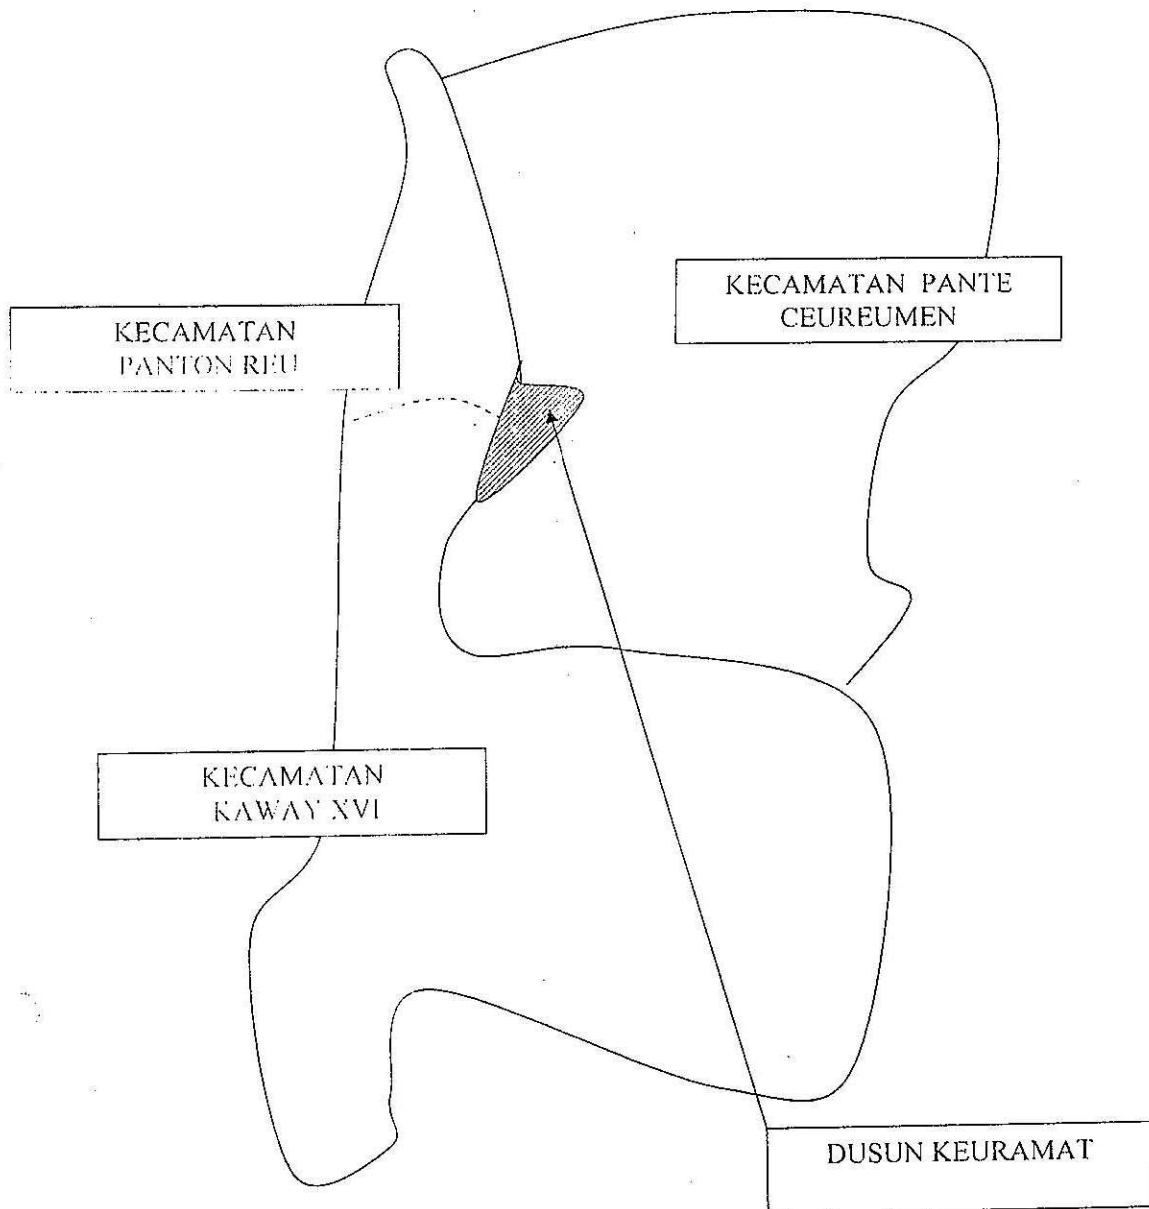 KECAMATAN PANTE
CEUREUMEN
KECAMATAN
PANTON REU
KECAMATAN
KAWAY XVI
DUSUN KEURAMAT